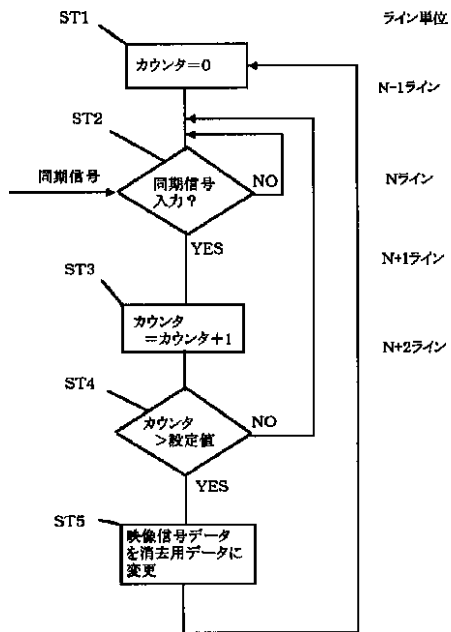 ST1
カウンタ=0
ST2
同期信号
同期信号
入力?
NO
YES
ST3
カウンタ
=カウンタ+1
ST4
カウンタ
>設定値
NO
YES
ST5
映像信号データ
を消去用データに
変更
ライン単位
N-1ライン
Nライン
N+1ライン
N+2ライン